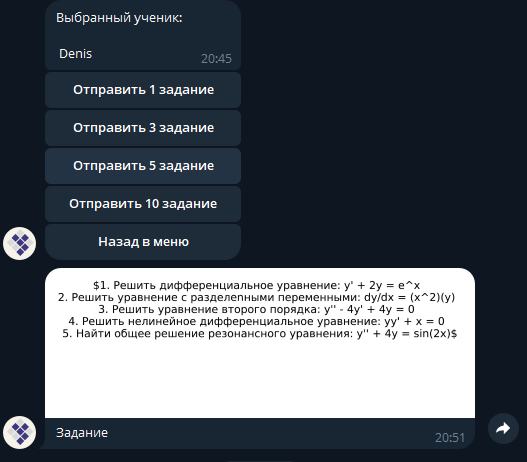 Выбранный ученик:
Denis
20:45
Отправить 1 задание
Отправить 3 задание
Отправить 5 задание
Отправить 10 задание
Назад в меню
$1. Решить дифференциальное уравнение: y' + 2y = e^x
2. Решить уравнение с разделенными переменными: dy/dx = (x^2)(y)
3. Решить уравнение второго порядка: y'' - 4y' + 4y = 0
4. Решить нелинейное дифференциальное уравнение: yy' + x = 0
5. Найти общее решение резонансного уравнения: y'' + 4y = sin(2x)$
Задание
20:51